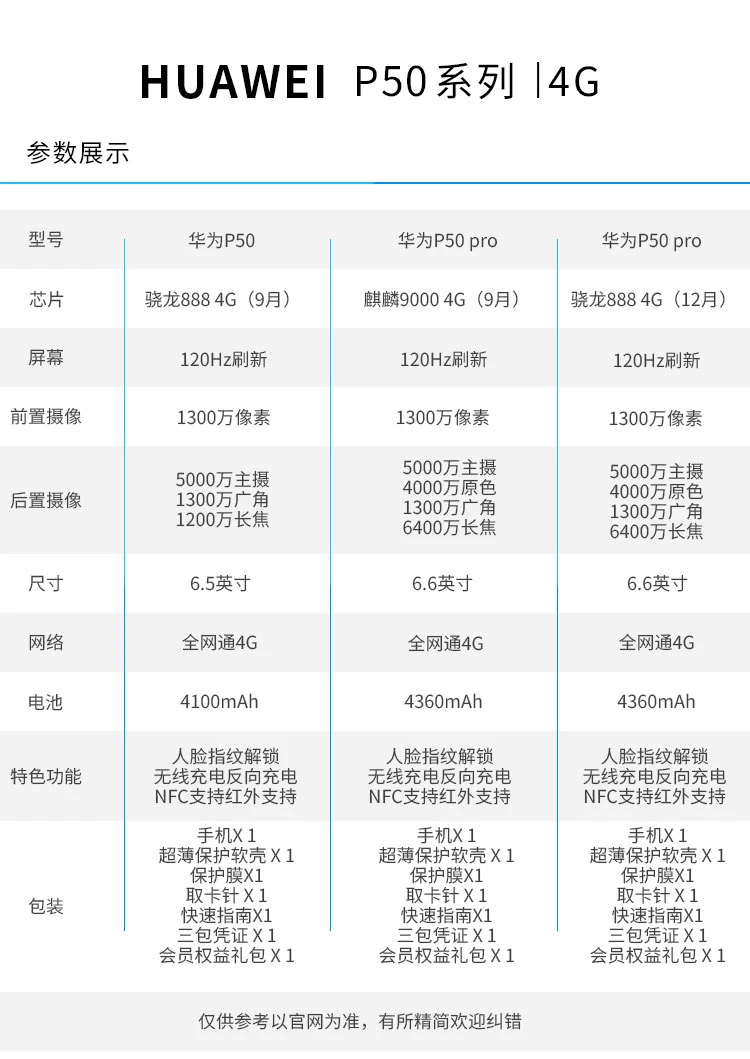 HUAWEI P50系列 |4G
参数展示
型号 华为P50 华为P50 pro 华为P50 pro
芯片 骁龙888 4G（9月） 麒麟9000 4G（9月） 骁龙888 4G（12月）
屏幕 120Hz刷新 120Hz刷新 120Hz刷新
前置摄像 1300万像素 1300万像素 1300万像素
后置摄像
5000万主摄
1300万广角
1200万长焦
5000万主摄
4000万原色
1300万广角
6400万长焦
5000万主摄
4000万原色
1300万广角
6400万长焦
尺寸 6.5英寸 6.6英寸 6.6英寸
网络 全网通4G 全网通4G 全网通4G
电池 4100mAh 4360mAh 4360mAh
特色功能
人脸指纹解锁
无线充电反向充电
NFC支持红外支持
人脸指纹解锁
无线充电反向充电
NFC支持红外支持
人脸指纹解锁
无线充电反向充电
NFC支持红外支持
包装
手机X 1
超薄保护软壳 X 1
保护膜X1
取卡针 X 1
快速指南X1
三包凭证 X 1
会员权益礼包 X 1
手机X 1
超薄保护软壳 X 1
保护膜X1
取卡针 X 1
快速指南X1
三包凭证 X 1
会员权益礼包 X 1
手机X 1
超薄保护软壳 X 1
保护膜X1
取卡针 X 1
快速指南X1
三包凭证 X 1
会员权益礼包 X 1
仅供参考以官网为准，有所精简欢迎纠错